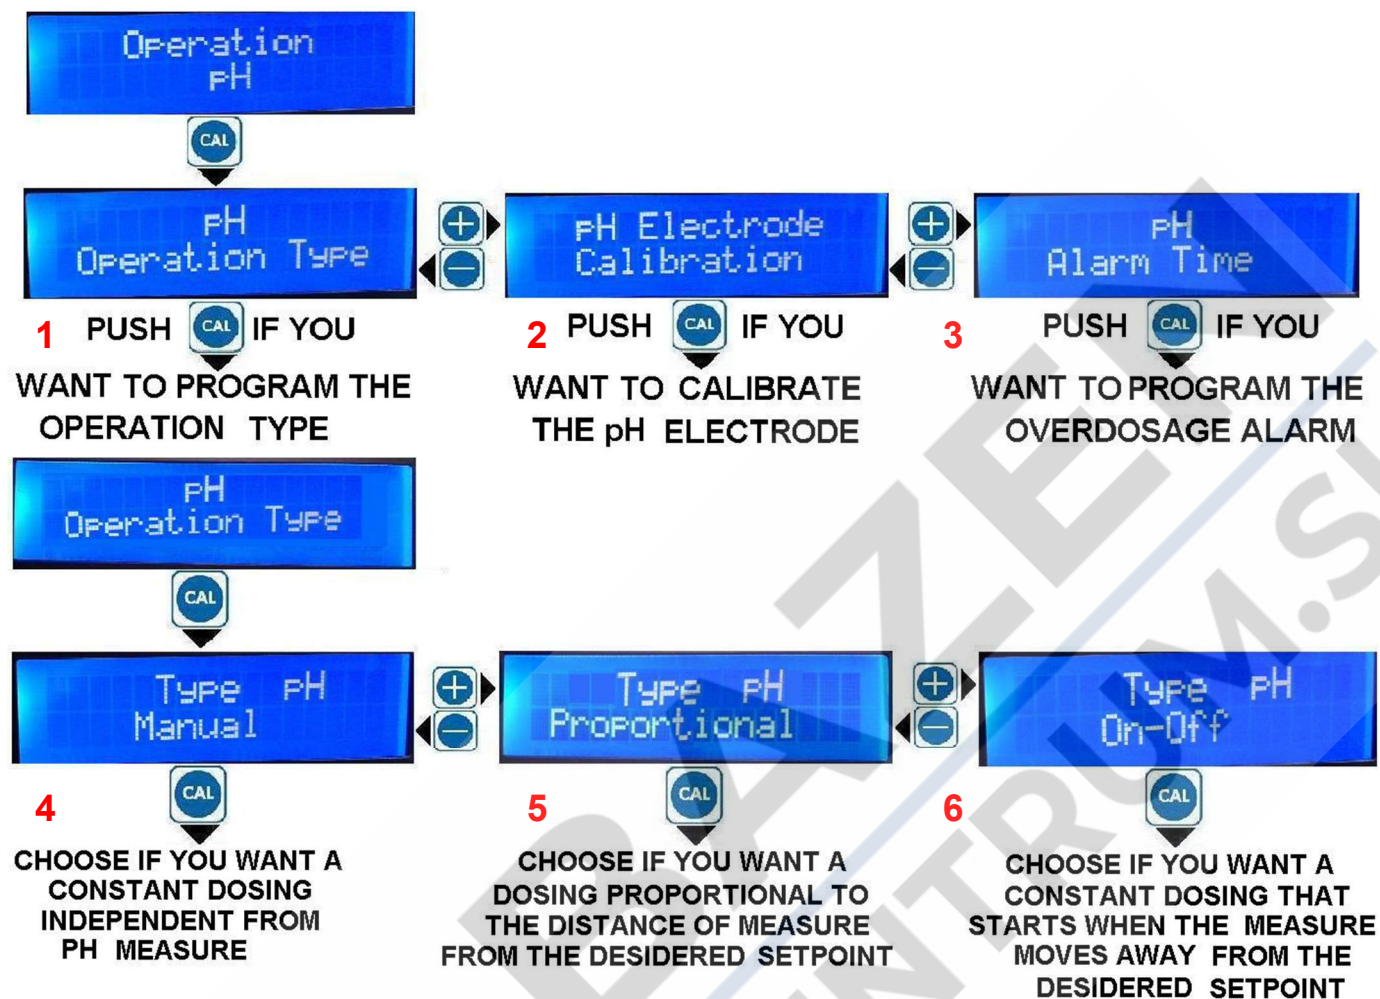 Operation
pH
CAL
pH
Operation Type
+
-
pH Electrode
Calibration
+
-
pH
Alarm Time
1 PUSH CAL IF YOU
WANT TO PROGRAM THE
OPERATION TYPE
2 PUSH CAL IF YOU
WANT TO CALIBRATE
THE pH ELECTRODE
3 PUSH CAL IF YOU
WANT TO PROGRAM THE
OVERDOSAGE ALARM
pH
Operation Type
CAL
Type pH
Manual
+
-
Type pH
Proportional
+
-
Type pH
On-Off
4 CAL
CHOOSE IF YOU WANT A
CONSTANT DOSING
INDEPENDENT FROM
PH MEASURE
5 CAL
CHOOSE IF YOU WANT A
DOSING PROPORTIONAL TO
THE DISTANCE OF MEASURE
FROM THE DESIDERED SETPOINT
6 CAL
CHOOSE IF YOU WANT A
CONSTANT DOSING THAT
STARTS WHEN THE MEASURE
MOVES AWAY FROM THE
DESIDERED SETPOINT
BAZEN